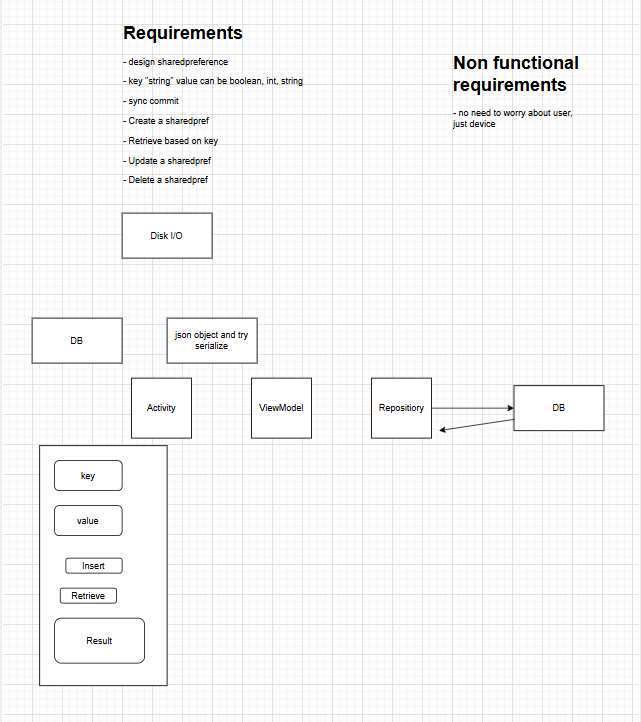 Requirements
- design sharedpreference
- key "string" value can be boolean, int, string
- sync commit
- Create a sharedpref
- Retrieve based on key
- Update a sharedpref
- Delete a sharedpref
Non functional
requirements
- no need to worry about user,
just device
Disk I/O
DB
json object and try
serialize
Activity
ViewModel
Repositiory
DB
key
value
Insert
Retrieve
Result